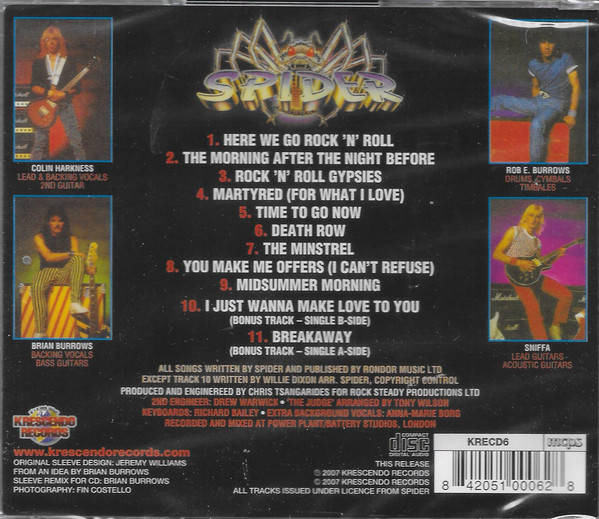 SPIDER
1. HERE WE GO ROCK 'N' ROLL
2. THE MORNING AFTER THE NIGHT BEFORE
3. ROCK 'N' ROLL GYPSIES
4. MARTYRED (FOR WHAT I LOVE)
5. TIME TO GO NOW
6. DEATH ROW
7. THE MINSTREL
8. YOU MAKE ME OFFERS (I CAN'T REFUSE)
9. MIDSUMMER MORNING
10. I JUST WANNA MAKE LOVE TO YOU
(BONUS TRACK – SINGLE B-SIDE)
11. BREAKAWAY
(BONUS TRACK – SINGLE A-SIDE)
COLIN HARKNESS
LEAD & BACKING VOCALS
2ND GUITAR
ROB E. BURROWS
DRUMS, CYMBALS
TIMBALES
BRIAN BURROWS
BACKING VOCALS
BASS GUITARS
SNIFFA
LEAD GUITARS
ACOUSTIC GUITARS
Marshall
ALL SONGS WRITTEN BY SPIDER AND PUBLISHED BY RONDOR MUSIC LTD
EXCEPT TRACK 10 WRITTEN BY WILLIE DIXON ARR. SPIDER, COPYRIGHT CONTROL
PRODUCED AND ENGINEERED BY CHRIS TSANGARIDES FOR ROCK STEADY PRODUCTIONS LTD
2ND ENGINEER: DREW WARWICK • 'THE JUDGE' ARRANGED BY TONY WILSON
KEYBOARDS: RICHARD BAILEY • EXTRA BACKGROUND VOCALS: ANNA-MARIE BORG
RECORDED AND MIXED AT POWER PLANT/BATTERY STUDIOS, LONDON
KRESCENDO
RECORDS
www.krescendorecords.com
ORIGINAL SLEEVE DESIGN: JEREMY WILLIAMS
FROM AN IDEA BY BRIAN BURROWS
SLEEVE REMIX FOR CD: BRIAN BURROWS
PHOTOGRAPHY: FIN COSTELLO
COMPACT
disc
DIGITAL AUDIO
THIS RELEASE
℗ 2007 KRESCENDO RECORDS
© 2007 KRESCENDO RECORDS
ALL TRACKS ISSUED UNDER LICENCE FROM SPIDER
KRECD6
mcps
8 42051 00062 8